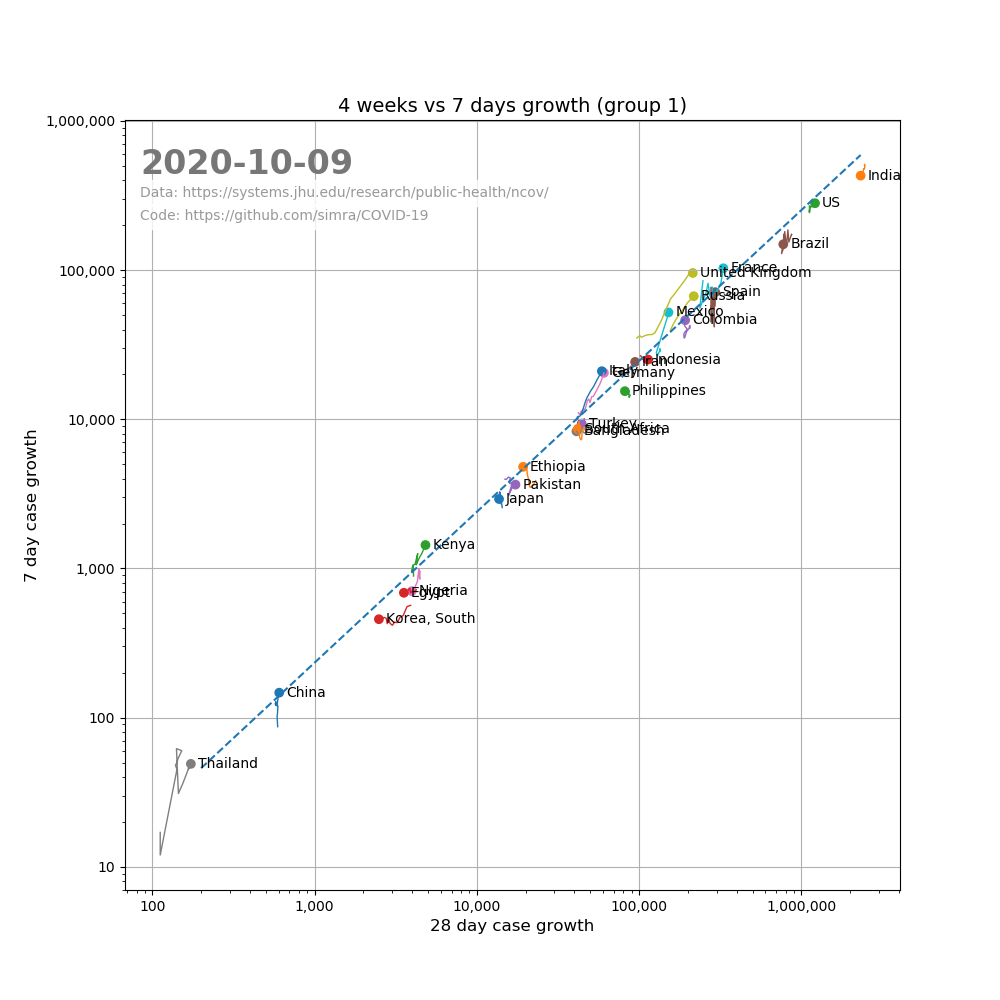 4 weeks vs 7 days growth (group 1)
1,000,000
2020-10-09
Data: https://systems.jhu.edu/research/public-health/ncov/
Code: https://github.com/simra/COVID-19
India
US
Brazil
100,000
France
United Kingdom
Spain
Russia
Mexico
Colombia
Indonesia
Iran
Italy
Germany
Philippines
10,000
Turkey
South Africa
Bangladesh
Ethiopia
Pakistan
Japan
Kenya
1,000
Nigeria
Egypt
Korea, South
China
100
Thailand
10
7 day case growth
100 1,000 10,000 100,000 1,000,000
28 day case growth